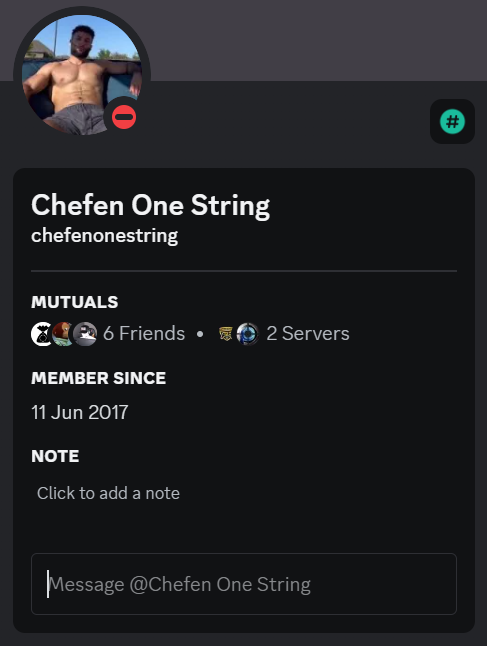 #
Chefen One String
chefenonestring
MUTUALS
6 Friends • 2 Servers
MEMBER SINCE
11 Jun 2017
NOTE
Click to add a note
Message @Chefen One String